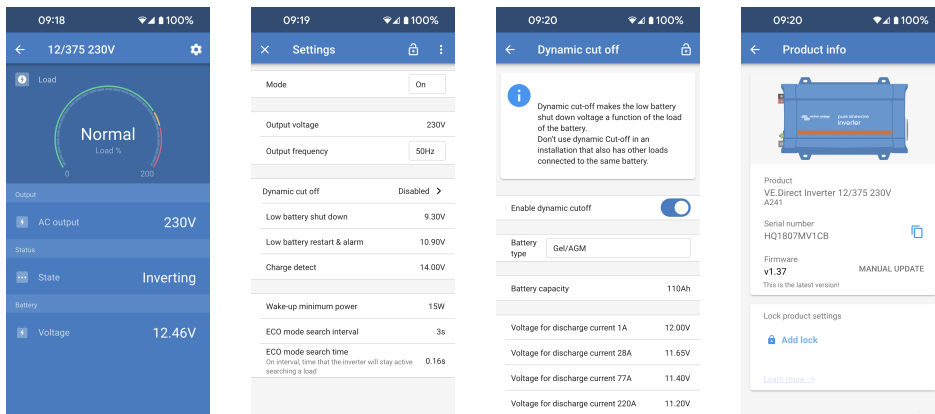 09:18
100%
12/375 230V
Load
Normal
Load %
0
200
Output
AC output
230V
Status
State
Inverting
Battery
Voltage
12.46V
09:19
100%
Settings
Mode
On
Output voltage
230V
Output frequency
50Hz
Dynamic cut off
Disabled
Low battery shut down
9.30V
Low battery restart & alarm
10.90V
Charge detect
14.00V
Wake-up minimum power
15W
ECO mode search interval
3s
ECO mode search time
On interval, time that the inverter will stay active
searching a load
0.16s
09:20
100%
Dynamic cut off
Dynamic cut-off makes the low battery
shut down voltage a function of the load
of the battery.
Don't use dynamic Cut-off in an
installation that also has other loads
connected to the same battery.
Enable dynamic cutoff
Battery
type
Gel/AGM
Battery capacity
110Ah
Voltage for discharge current 1A
12.00V
Voltage for discharge current 28A
11.65V
Voltage for discharge current 77A
11.40V
Voltage for discharge current 220A
11.20V
09:20
100%
Product info
pure sinewave
inverter
Product
VE.Direct Inverter 12/375 230V
A241
Serial number
HQ1807MV1CB
Firmware
v1.37
MANUAL UPDATE
This is the latest version!
Lock product settings
Add lock
Learn more